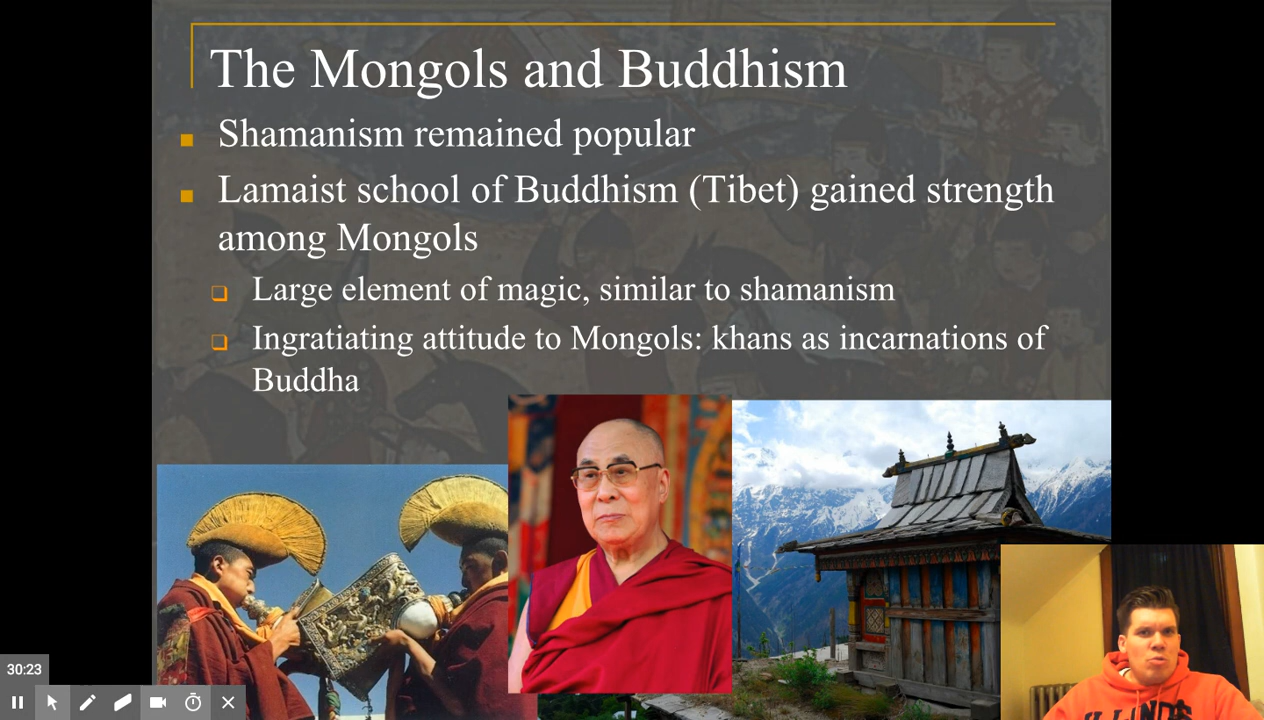 The Mongols and Buddhism
Shamanism remained popular
Lamaist school of Buddhism (Tibet) gained strength
among Mongols
Large element of magic, similar to shamanism
Ingratiating attitude to Mongols: khans as incarnations of
Buddha
30:23